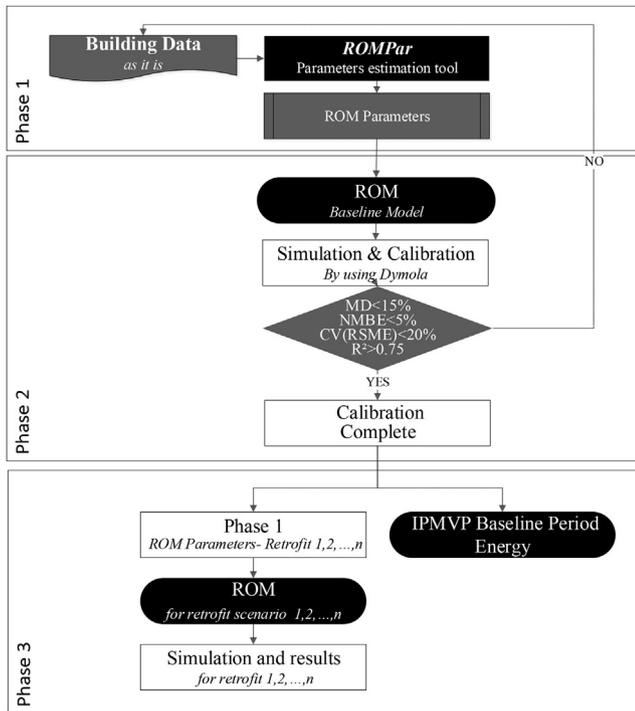 Phase 1
Building Data
as it is
ROMPar
Parameters estimation tool
ROM Parameters
NO
Phase 2
ROM
Baseline Model
Simulation & Calibration
By using Dymola
MD<15%
NMBE<5%
CV(RSME)<20%
R²>0.75
YES
Calibration
Complete
Phase 3
Phase 1
ROM Parameters- Retrofit 1,2,...,n
IPMVP Baseline Period
Energy
ROM
for retrofit scenario 1,2,...,n
Simulation and results
for retrofit 1,2,...,n